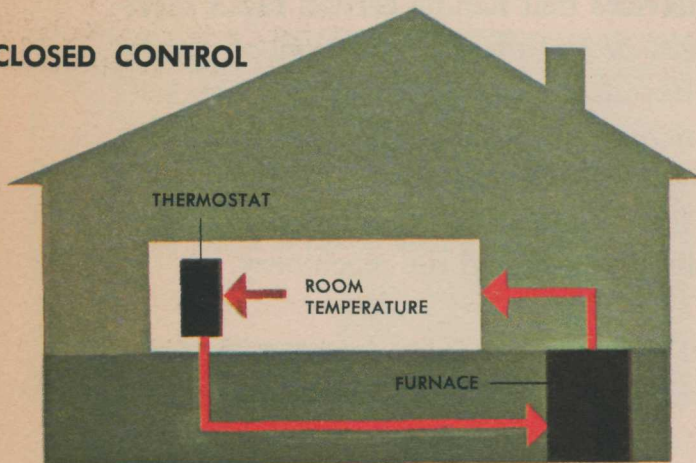 CLOSED CONTROL
THERMOSTAT
ROOM
TEMPERATURE
FURNACE